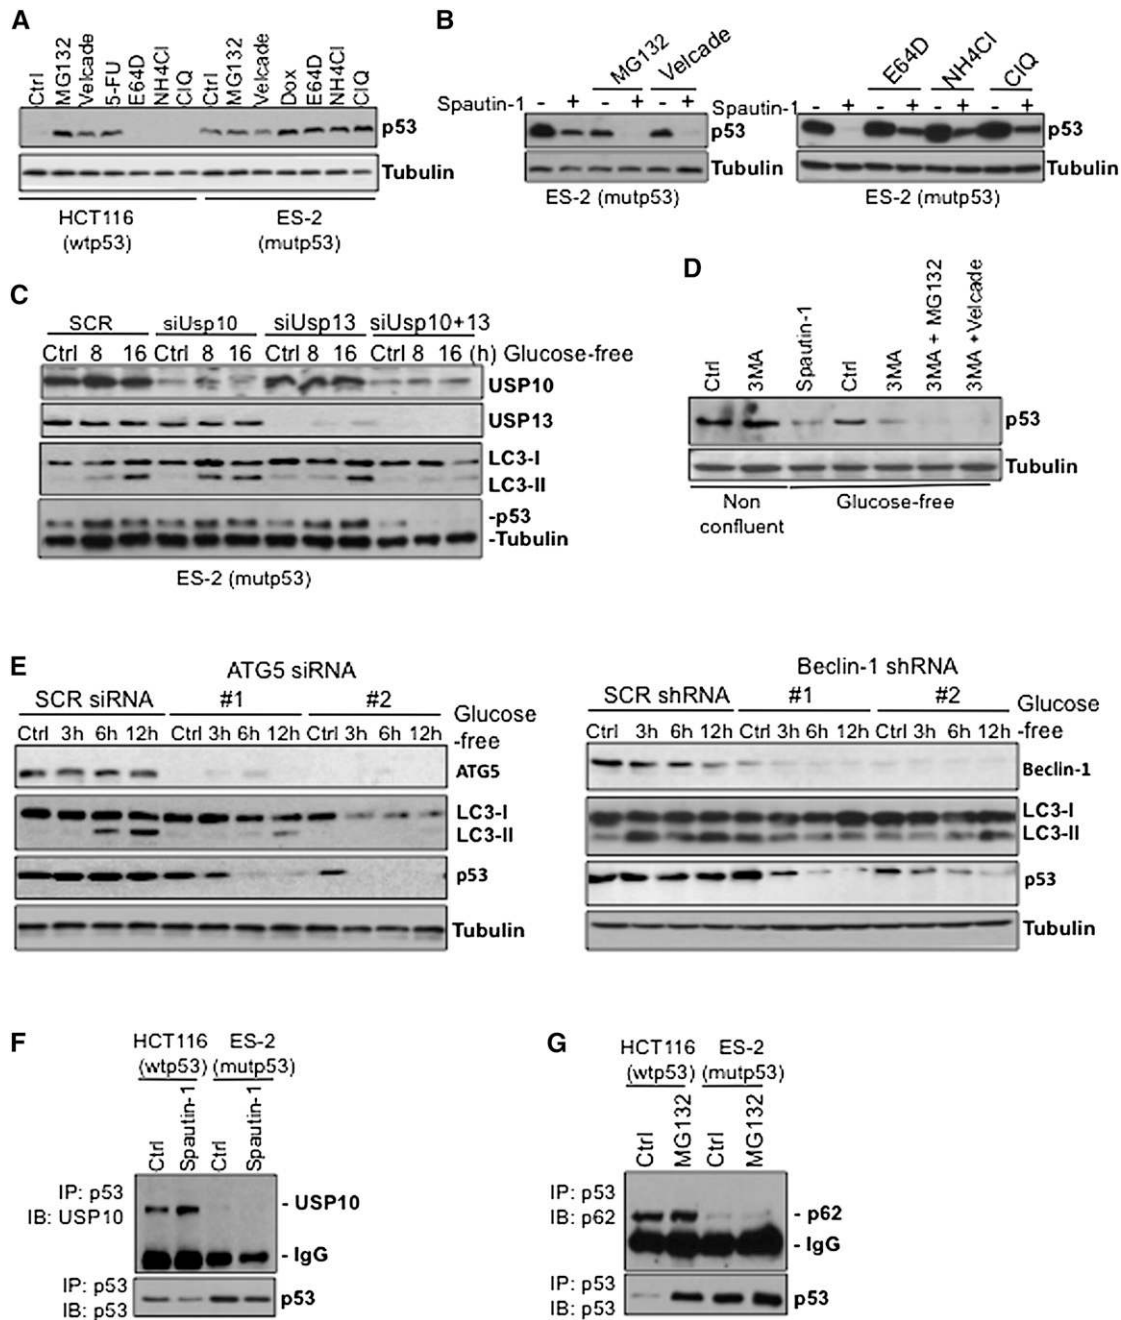 A
Ctrl MG132 Velcade 5-FU E64D NH4Cl ClQ Ctrl MG132 Velcade Dox E64D NH4Cl ClQ
p53
Tubulin
HCT116 ES-2
(wtp53) (mutp53)
B
MG132 Velcade
Spautin-1 - + - + - +
p53
Tubulin
ES-2 (mutp53)
E64D NH4Cl ClQ
Spautin-1 - + - + - + - +
p53
Tubulin
ES-2 (mutp53)
C
SCR siUsp10 siUsp13 siUsp10+13
Ctrl 8 16 Ctrl 8 16 Ctrl 8 16 Ctrl 8 16 (h) Glucose-free
USP10
USP13
LC3-I
LC3-II
-p53
-Tubulin
ES-2 (mutp53)
D
Ctrl 3MA Spautin-1 Ctrl 3MA 3MA + MG132 3MA +Velcade
p53
Tubulin
Non Glucose-free
confluent
E
ATG5 siRNA
SCR siRNA #1 #2
Glucose
Ctrl 3h 6h 12h Ctrl 3h 6h 12h Ctrl 3h 6h 12h -free
ATG5
LC3-I
LC3-II
p53
Tubulin
Beclin-1 shRNA
SCR shRNA #1 #2 Glucose
Ctrl 3h 6h 12h Ctrl 3h 6h 12h Ctrl 3h 6h 12h -free
Beclin-1
LC3-I
LC3-II
p53
Tubulin
F
HCT116 ES-2
(wtp53) (mutp53)
Ctrl Spautin-1 Ctrl Spautin-1
IP: p53
IB: USP10
- USP10
- IgG
IP: p53
IB: p53
p53
G
HCT116 ES-2
(wtp53) (mutp53)
Ctrl MG132 Ctrl MG132
IP: p53
IB: p62
- p62
- IgG
IP: p53
IB: p53
p53